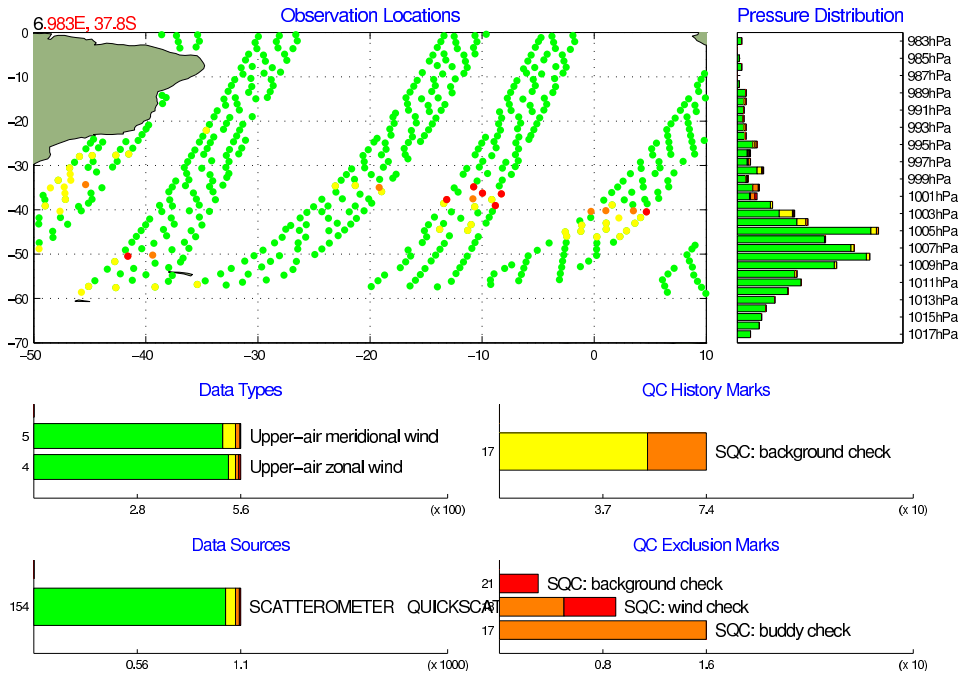 6.983E, 37.8S
Observation Locations
Pressure Distribution
0
−10
−20
−30
−40
−50
−60
−70
−50
−40
−30
−20
−10
0
10
983hPa
985hPa
987hPa
989hPa
991hPa
993hPa
995hPa
997hPa
999hPa
1001hPa
1003hPa
1005hPa
1007hPa
1009hPa
1011hPa
1013hPa
1015hPa
1017hPa
Data Types
5
Upper−air meridional wind
4
Upper−air zonal wind
2.8
5.6
(x 100)
QC History Marks
17
SQC: background check
3.7
7.4
(x 10)
Data Sources
154
SCATTEROMETER QUICKSCAT
0.56
1.1
(x 1000)
QC Exclusion Marks
21
SQC: background check
SQC: wind check
17
SQC: buddy check
0.8
1.6
(x 10)